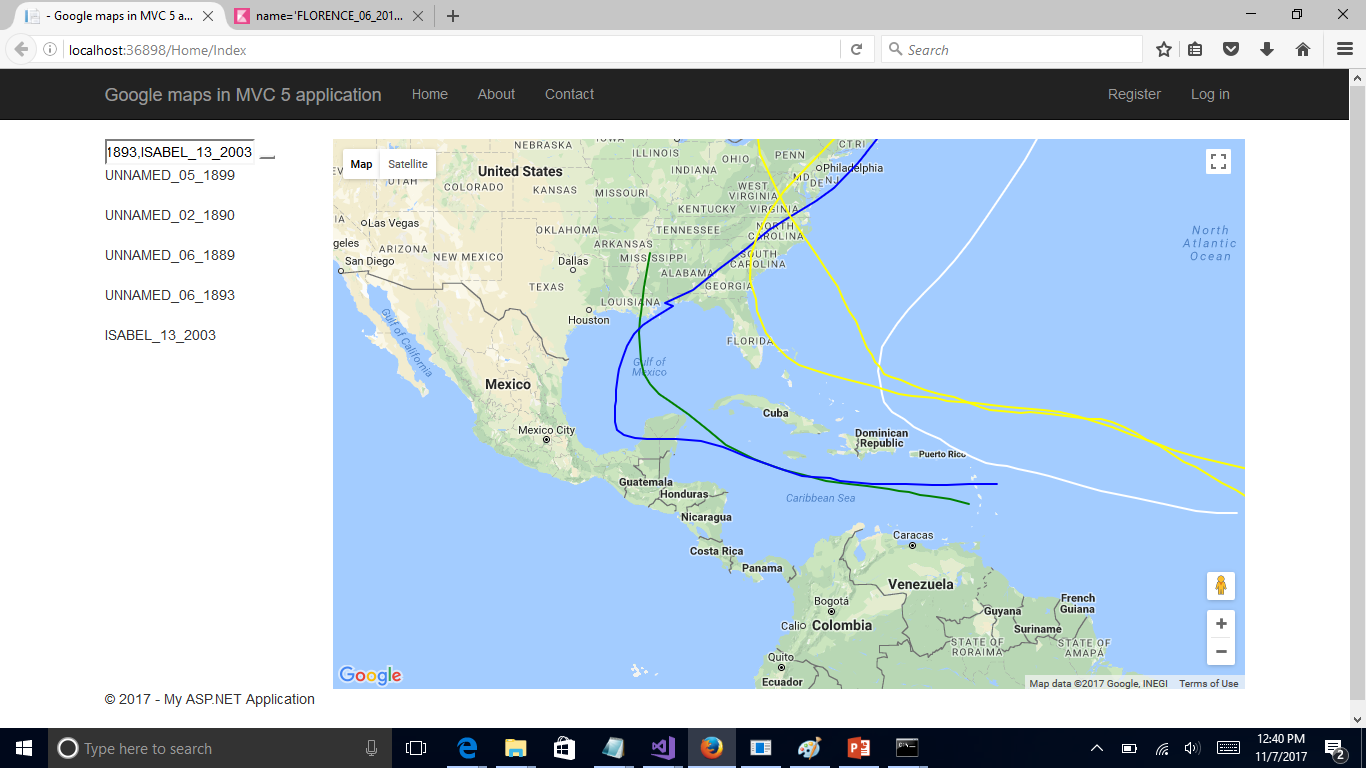 - Google maps in MVC 5 a...
name='FLORENCE_06_201...
localhost:36898/Home/Index
Search
Google maps in MVC 5 application
Home
About
Contact
Register
Log in
1893,ISABEL_13_2003
UNNAMED_05_1899
UNNAMED_02_1890
UNNAMED_06_1889
UNNAMED_06_1893
ISABEL_13_2003
Map
Satellite
NEBRASKA
ILLINOIS
INDIANA
OHIO
PENN
Philadelphia
MD
DE
NJ
United States
UTAH
COLORADO
KANSAS
MISSOURI
WEST
VIRGINIA
KENTUCKY
VIRGINIA
Las Vegas
geles
ARIZONA
NEW MEXICO
OKLAHOMA
ARKANSAS
TENNESSEE
NORTH
CAROLINA
San Diego
Dallas
MISSISSIPPI
ALABAMA
SOUTH
CAROLINA
TEXAS
LOUISIANA
GEORGIA
Houston
FLORIDA
North
Atlantic
Ocean
Gulf of California
Gulf of
Mexico
Mexico
Mexico City
Cuba
Dominican
Republic
Puerto Rico
Guatemala
Honduras
Nicaragua
Caribbean Sea
Costa Rica
Panama
Caracas
Venezuela
Bogotá
Cali
Colombia
Guyana
French
Guiana
Suriname
STATE OF
RORAIMA
STATE OF
AMAPÁ
Quito
Ecuador
Google
Map data ©2017 Google, INEGI
Terms of Use
© 2017 - My ASP.NET Application
Type here to search
12:40 PM
11/7/2017
2